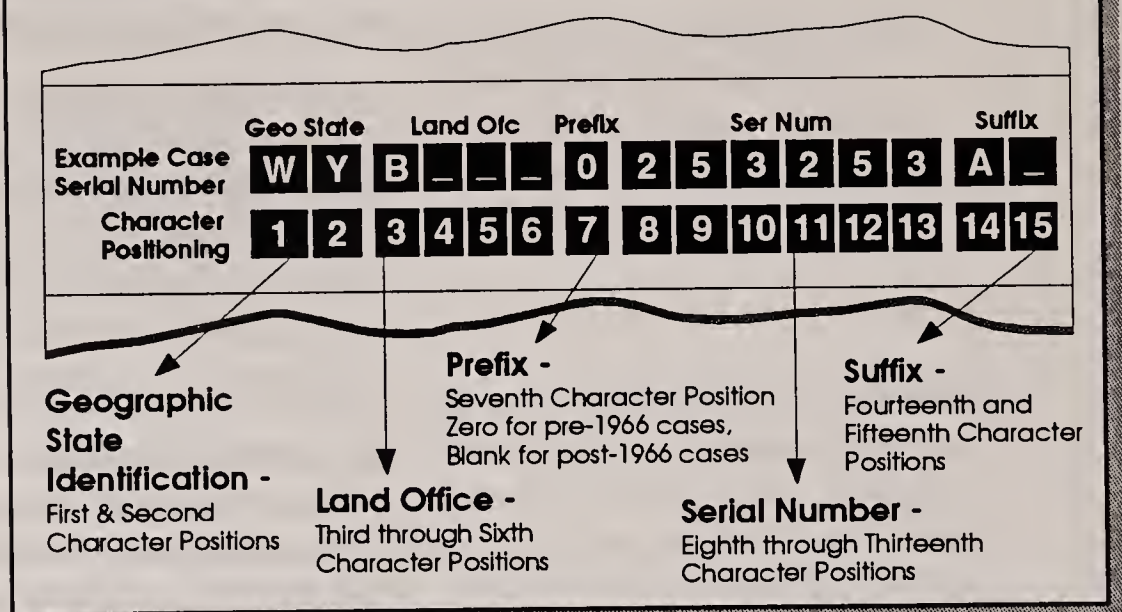 Geo State Land Ofc Prefix Ser Num Suffix
Example Case
Serial Number
W Y B _ _ _ 0 2 5 3 2 5 3 A _
Character
Positioning
1 2 3 4 5 6 7 8 9 10 11 12 13 14 15
Geographic
State
Identification -
First & Second
Character Positions
Land Office -
Third through Sixth
Character Positions
Prefix -
Seventh Character Position
Zero for pre-1966 cases,
Blank for post-1966 cases
Serial Number -
Eighth through Thirteenth
Character Positions
Suffix -
Fourteenth and
Fifteenth Character
Positions